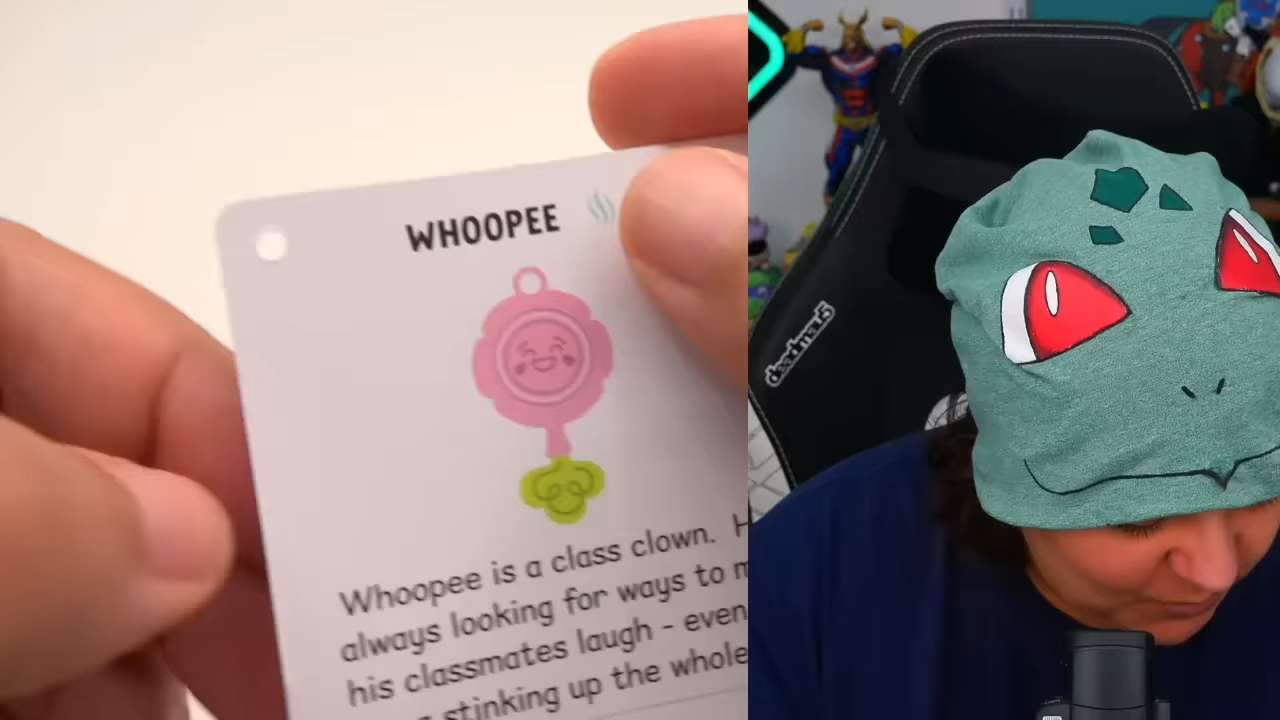 WHOOPEE
Whoopee is a class clown.
always looking for ways to
his classmates laugh - even
stinking up the whole
deadmau5